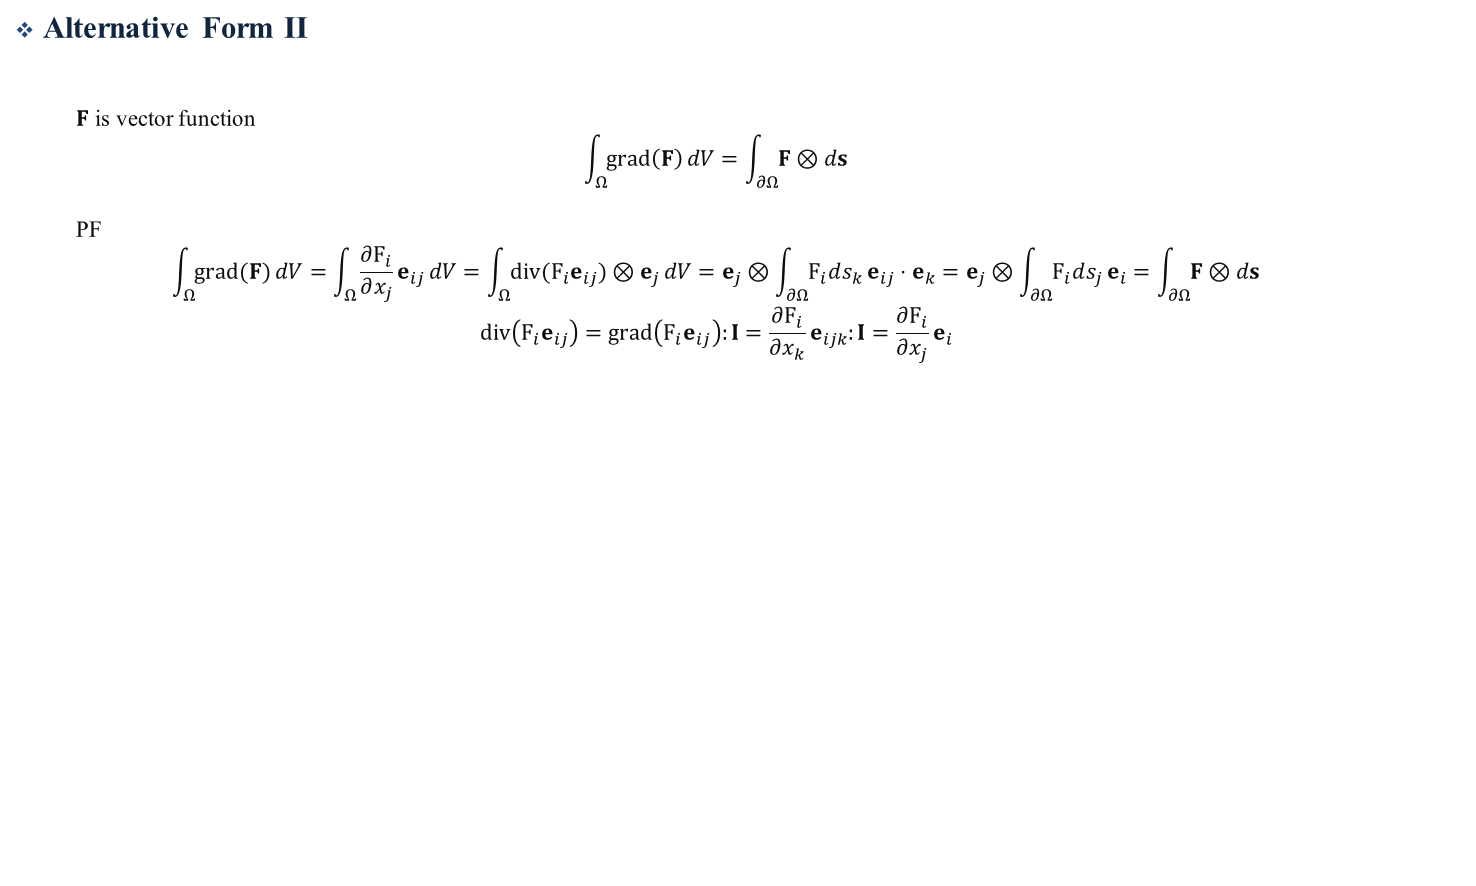 ❖ Alternative Form II
F is vector function
∫_Ω grad(F) dV = ∫_∂Ω F ⊗ ds
PF
∫_Ω grad(F) dV = ∫_Ω ∂F_i/∂x_j e_ij dV = ∫_Ω div(F_i e_ij) ⊗ e_j dV = e_j ⊗ ∫_∂Ω F_i ds_k e_ij · e_k = e_j ⊗ ∫_∂Ω F_i ds_j e_i = ∫_∂Ω F ⊗ ds
div(F_i e_ij) = grad(F_i e_ij): I = ∂F_i/∂x_k e_ijk: I = ∂F_i/∂x_j e_i